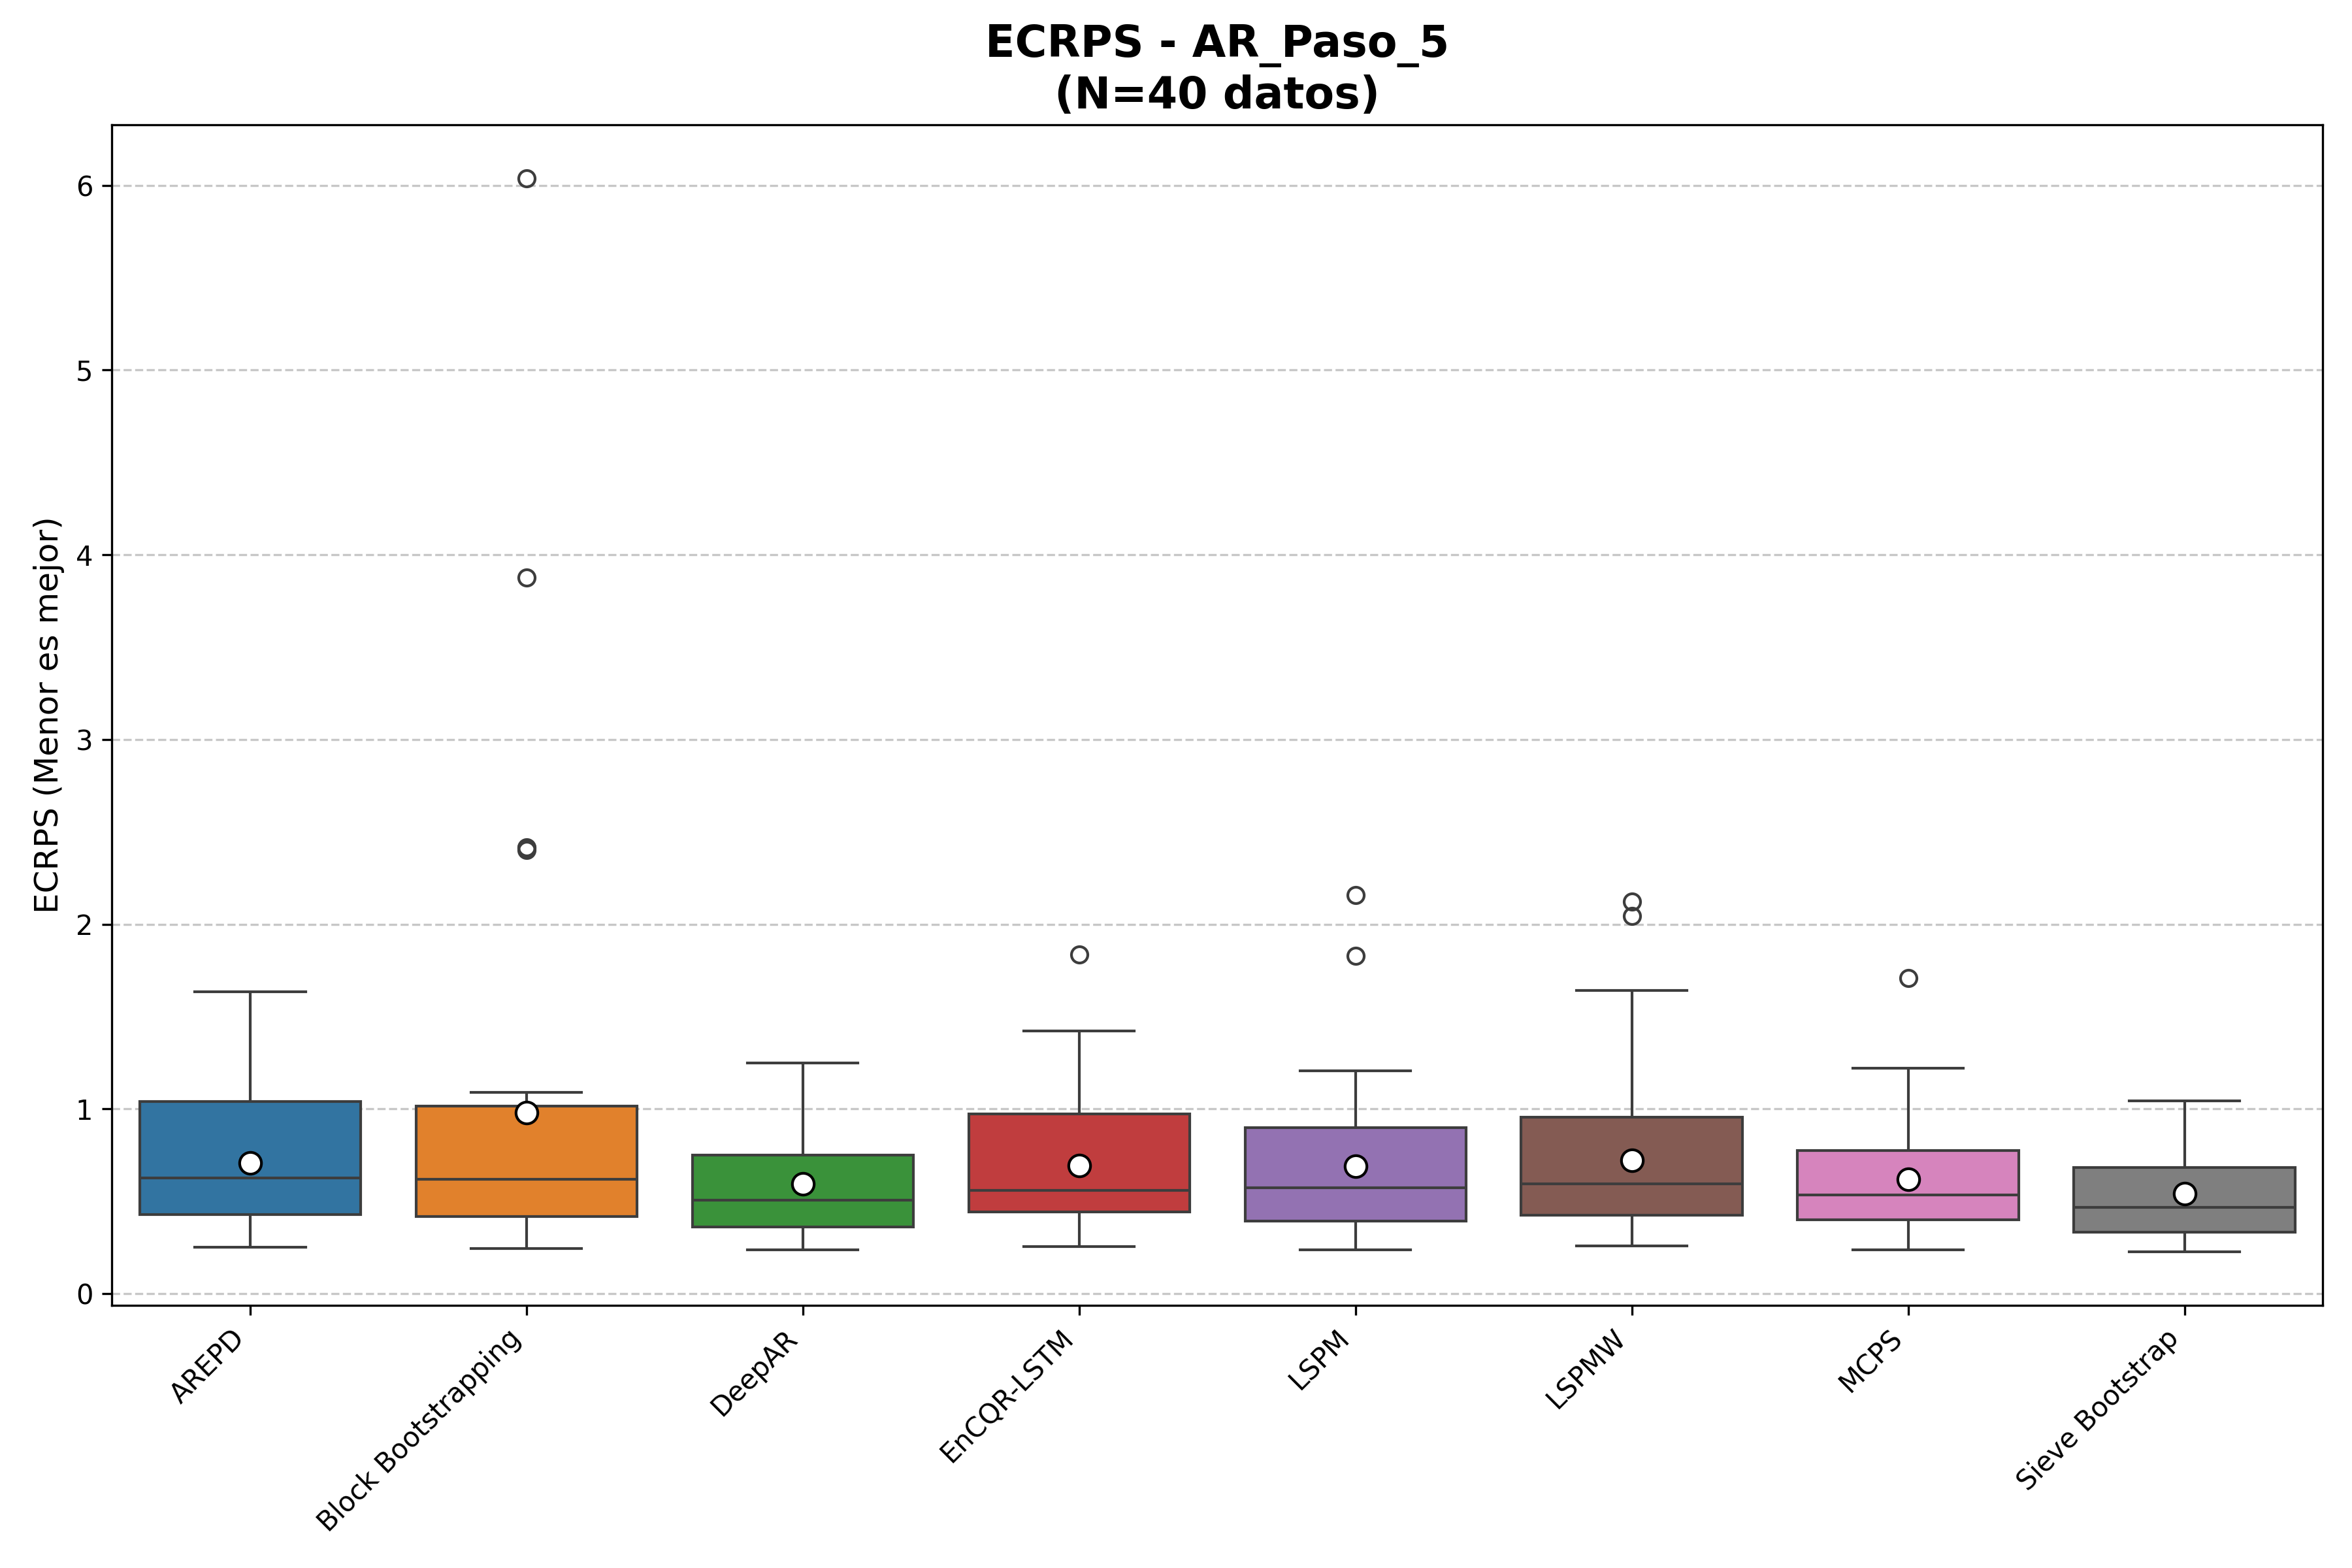 ECRPS - AR_Paso_5
(N=40 datos)
ECRPS (Menor es mejor)
6
5
4
3
2
1
0
AREPD
Block Bootstrapping
DeepAR
EnCQR-LSTM
LSPM
LSPMW
MCPS
Sieve Bootstrap